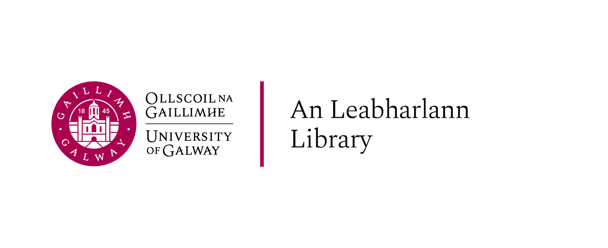 GAILLIMH
18 45
GALWAY
OLLSCOIL NA
GAILLIMHE
UNIVERSITY
OF GALWAY
An Leabharlann
Library